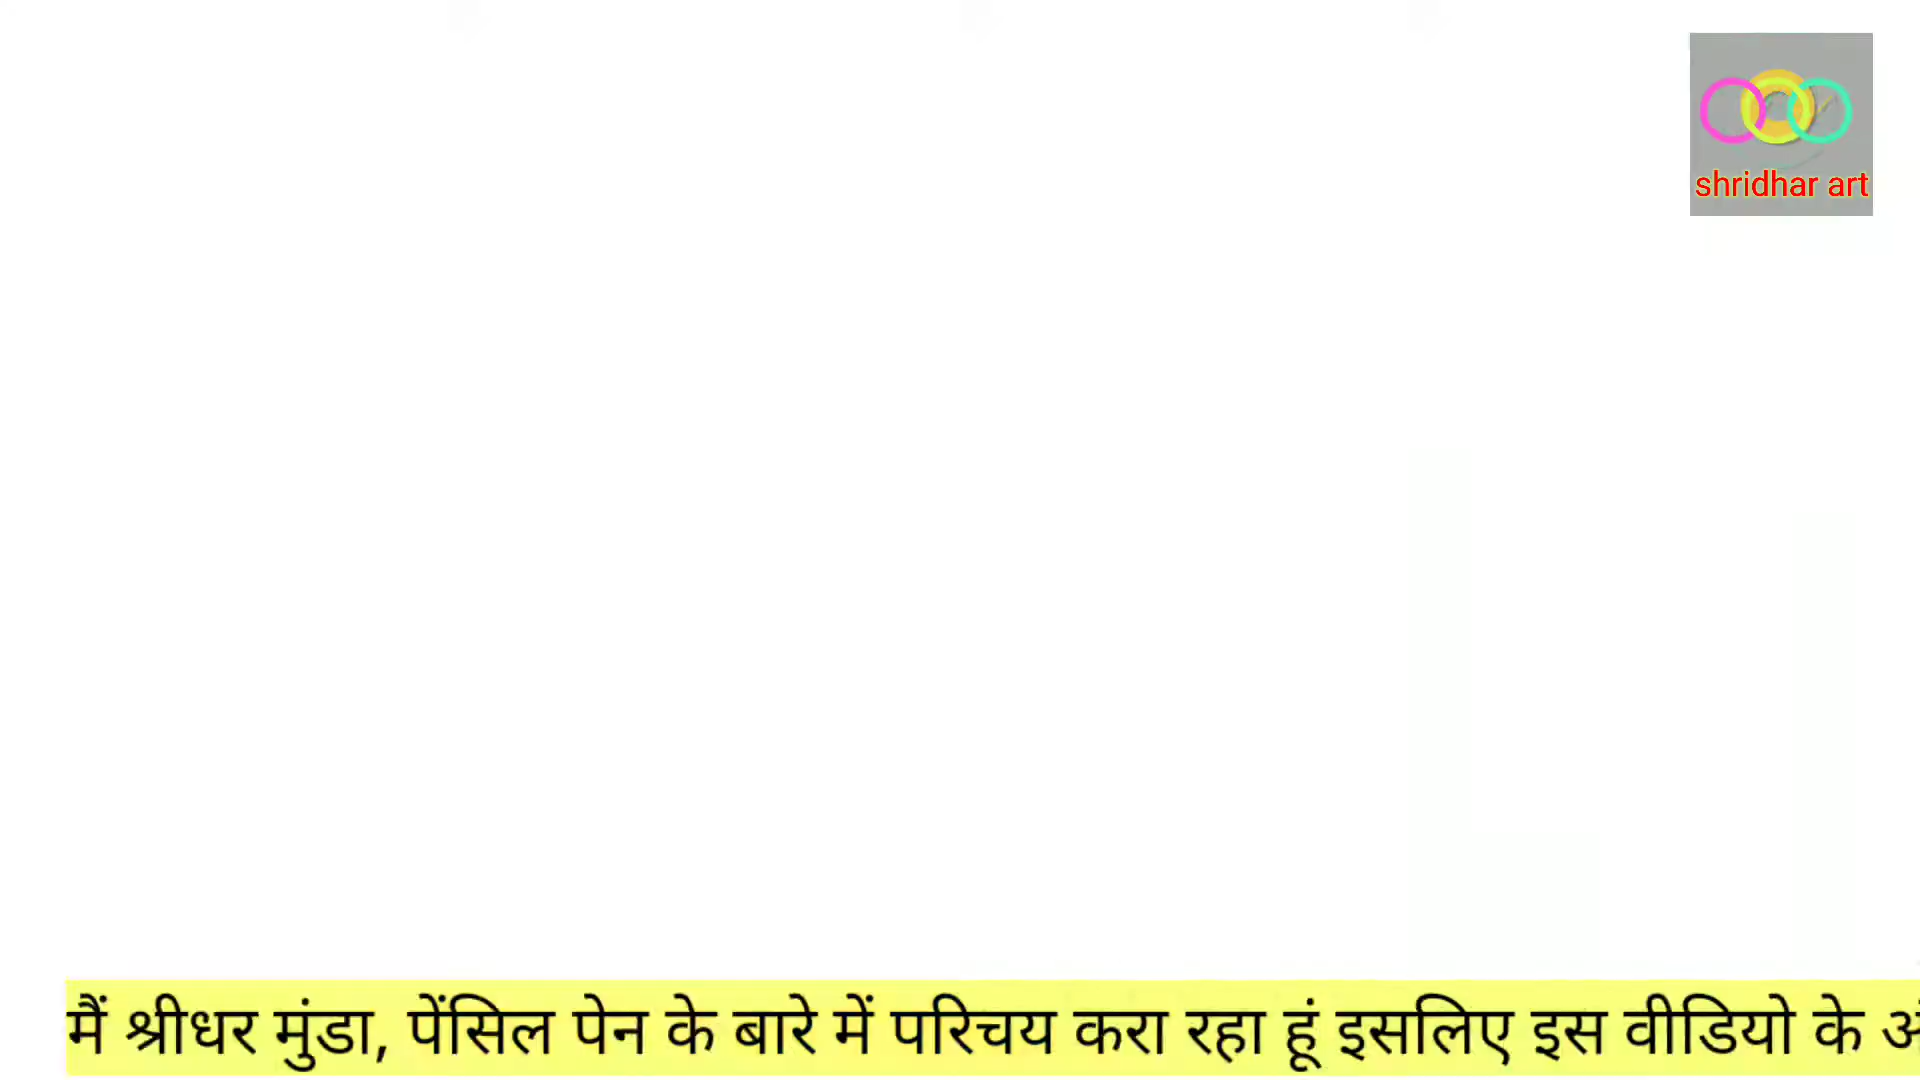 shridhar art
मैं श्रीधर मुंडा, पेंसिल पेन के बारे में परिचय करा रहा हूं इसलिए इस वीडियो के